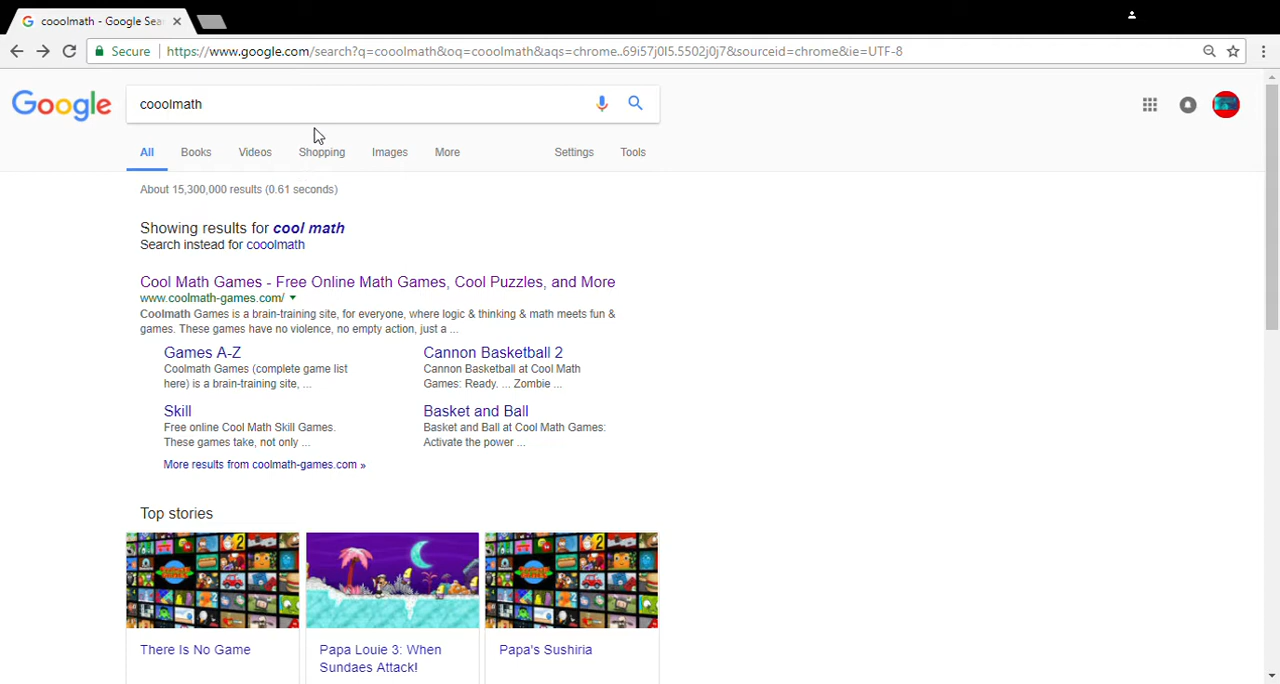 cooolmath - Google Sea
Secure https://www.google.com/search?q=cooolmath&oq=cooolmath&aqs=chrome..69i57j0l5.5502j0j7&sourceid=chrome&ie=UTF-8
Google
cooolmath
All Books Videos Shopping Images More Settings Tools
About 15,300,000 results (0.61 seconds)
Showing results for cool math
Search instead for cooolmath
Cool Math Games - Free Online Math Games, Cool Puzzles, and More
www.coolmath-games.com/
Coolmath Games is a brain-training site, for everyone, where logic & thinking & math meets fun &
games. These games have no violence, no empty action, just a ...
Games A-Z
Coolmath Games (complete game list
here) is a brain-training site, ...
Cannon Basketball 2
Cannon Basketball at Cool Math
Games: Ready. ... Zombie ...
Skill
Free online Cool Math Skill Games.
These games take, not only ...
Basket and Ball
Basket and Ball at Cool Math Games:
Activate the power ...
More results from coolmath-games.com »
Top stories
There Is No Game
Papa Louie 3: When
Sundaes Attack!
Papa's Sushiria